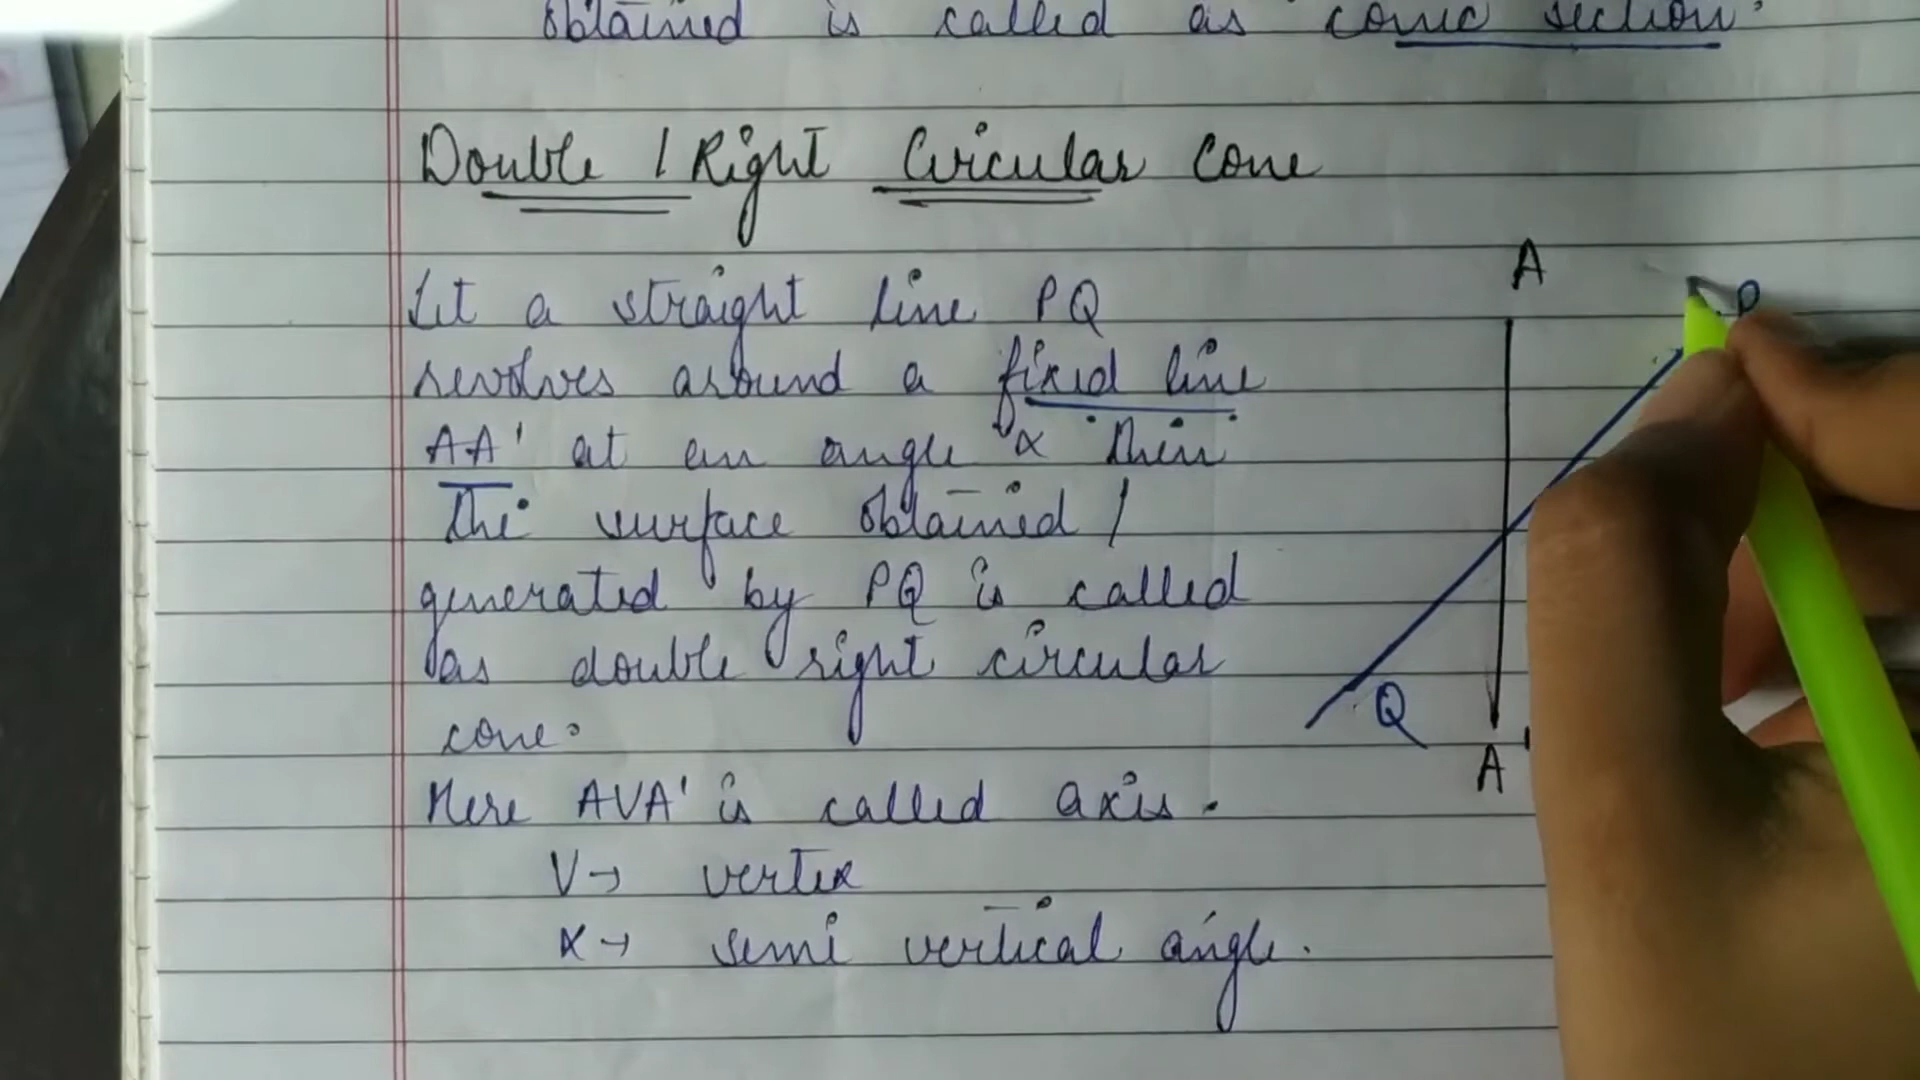 obtained is called as conic section.
Double / Right Circular Cone
Let a straight line PQ
revolves around a fixed line
AA' at an angle α then
the surface obtained /
generated by PQ is called
as double right circular
cone.
Here AVA' is called axis.
V → vertex
α → semi vertical angle.
A
P
Q
A'